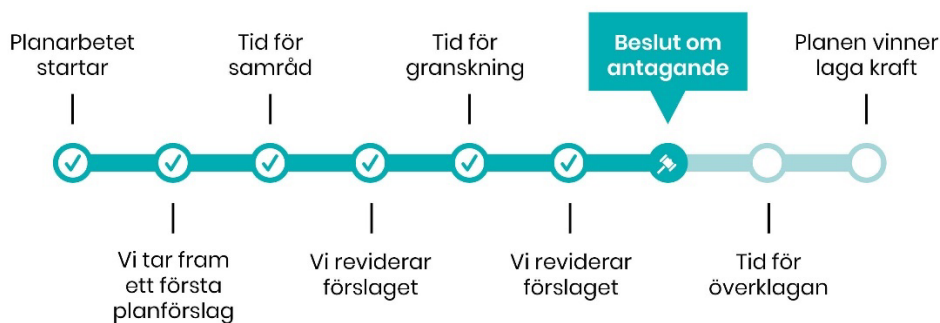 Planarbetet
startar
Tid för
samråd
Tid för
granskning
Beslut om
antagande
Planen vinner
laga kraft
Vi tar fram
ett första
planförslag
Vi reviderar
förslaget
Vi reviderar
förslaget
Tid för
överklagan